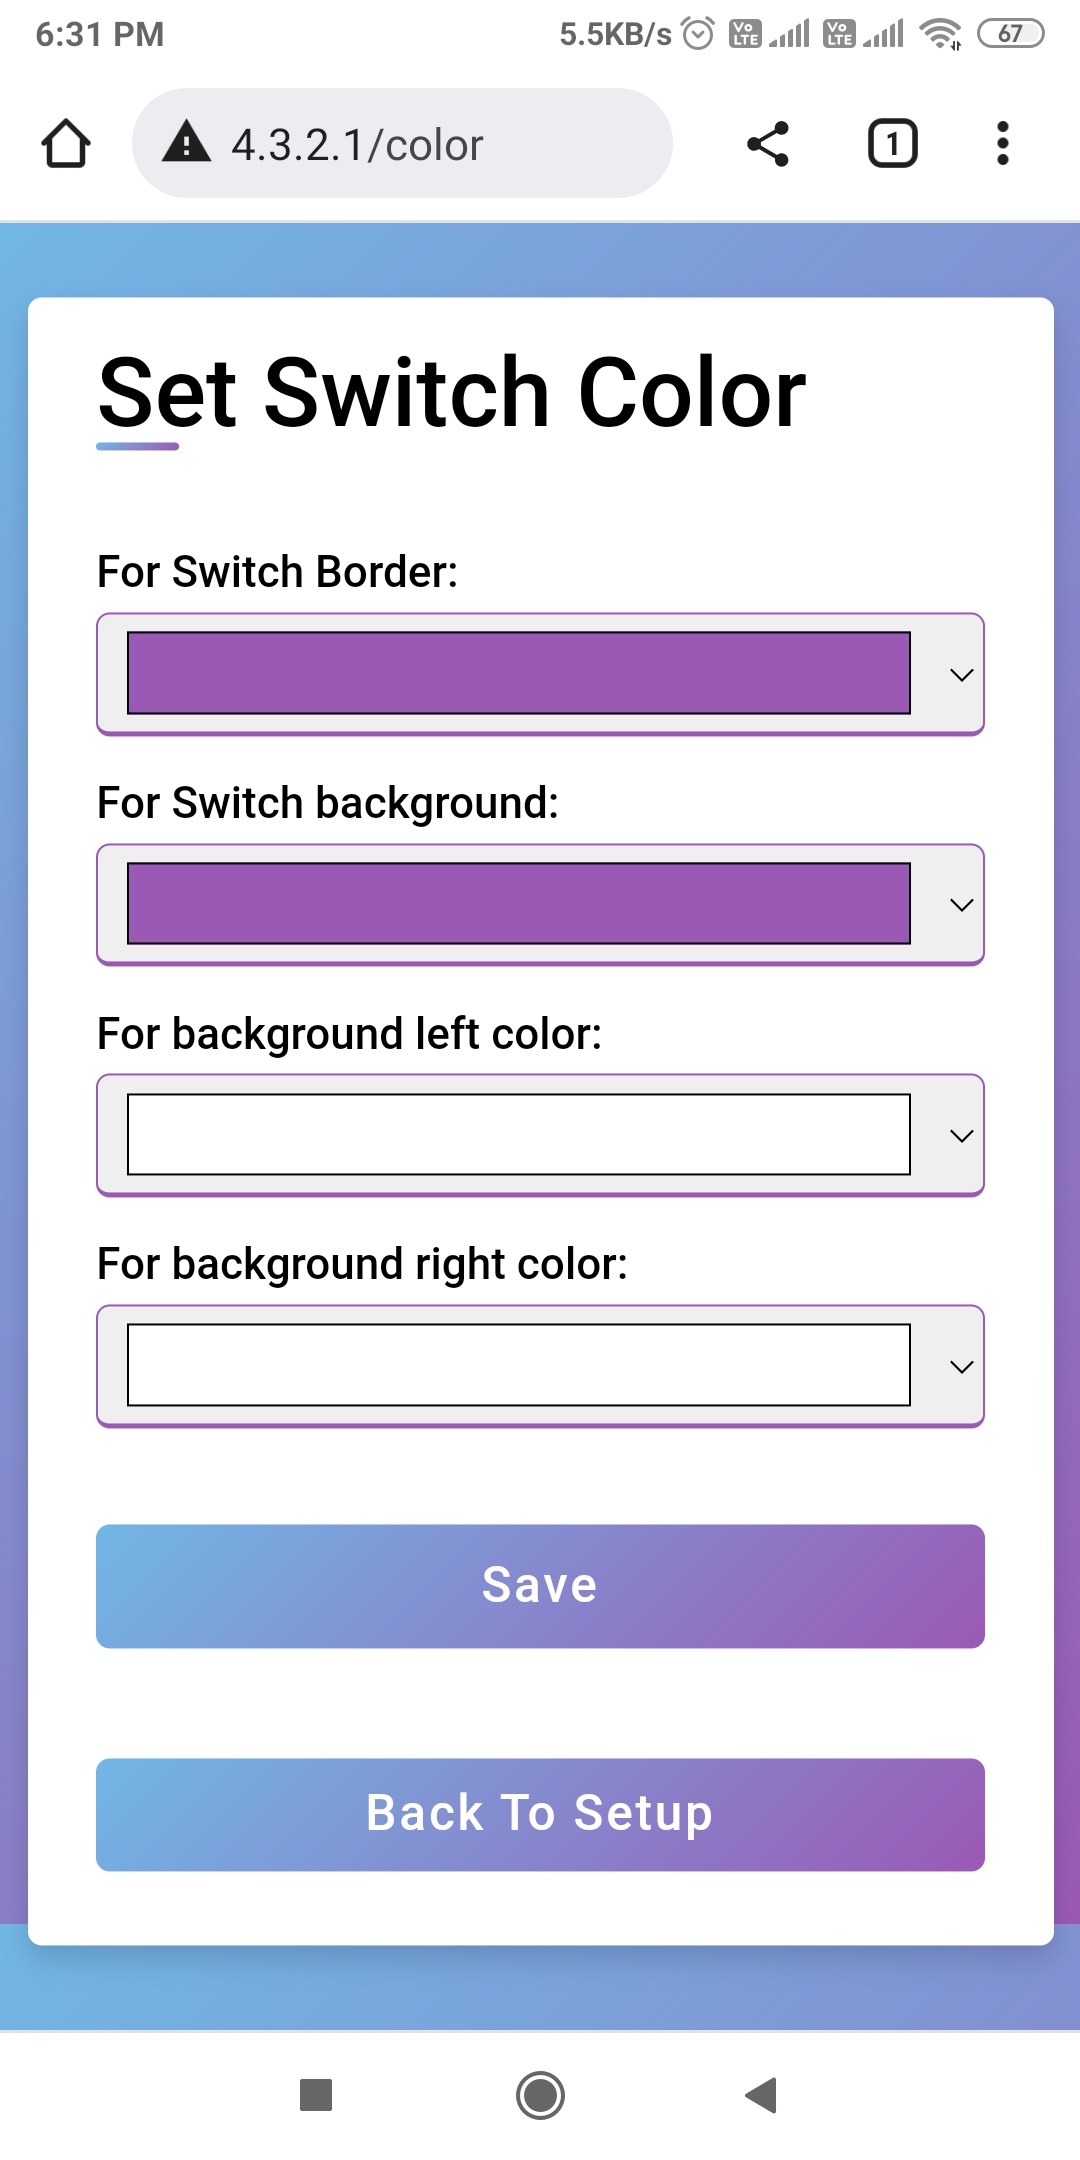 6:31 PM 5.5KB/s Vo LTE Vo LTE 67
4.3.2.1/color 1
Set Switch Color
For Switch Border:
For Switch background:
For background left color:
For background right color:
Save
Back To Setup